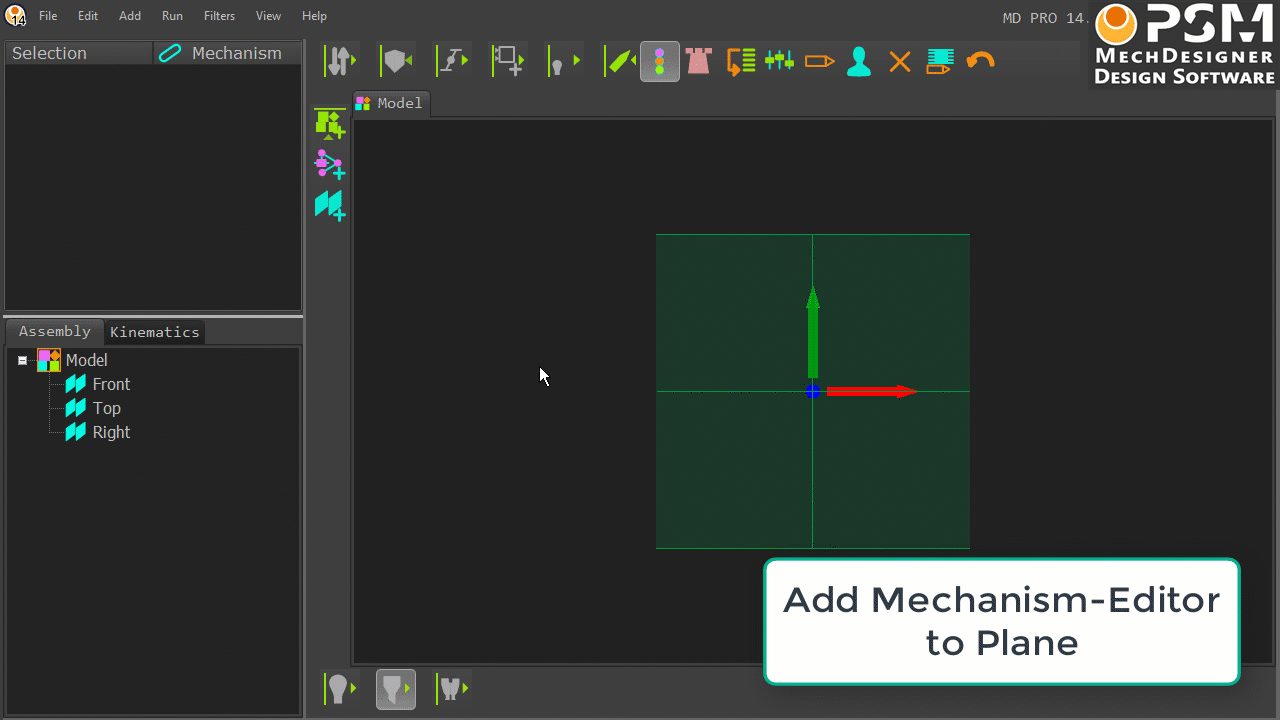 14
File Edit Add Run Filters View Help
MD PRO 14.
PSM
MECHDESIGNER
DESIGN SOFTWARE
Selection Mechanism
Model
Assembly Kinematics
Model
Front
Top
Right
Add Mechanism-Editor
to Plane